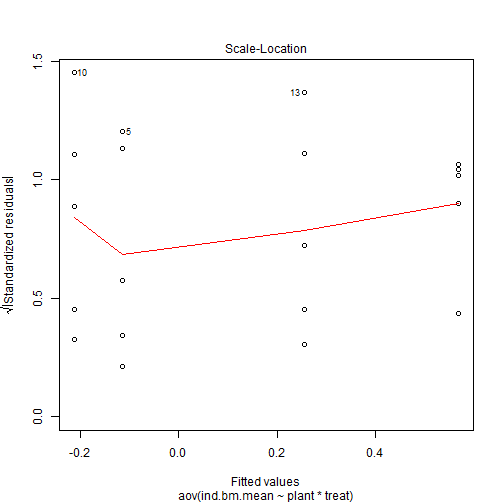 Scale-Location
√|Standardized residuals|
1.5
1.0
0.5
0.0
10
5
13
-0.2
0.0
0.2
0.4
Fitted values
aov(ind.bm.mean ~ plant * treat)